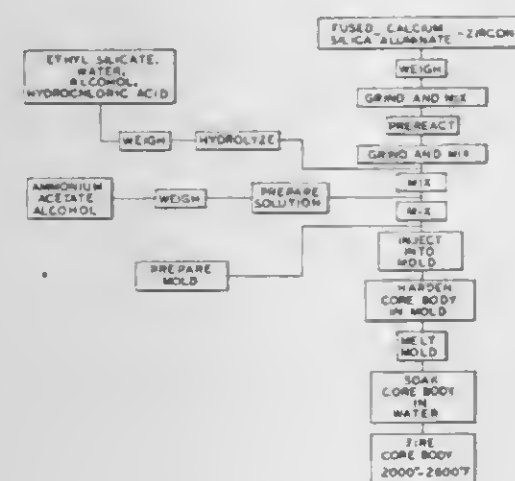 FUSED CALCIUM
SILICA ALUMINATE - ZIRCON
WEIGH
GRIND AND MIX
PREREACT
GRIND AND MIX
ETHYL SILICATE,
WATER,
ALCOHOL,
HYDROCHLORIC ACID
WEIGH
HYDROLYZE
MIX
AMMONIUM
ACETATE
ALCOHOL
WEIGH
PREPARE
SOLUTION
MIX
PREPARE
MOLD
INJECT
INTO
MOLD
HARDEN
CORE BODY
IN MOLD
MELT
MOLD
SOAK
CORE BODY
IN
WATER
FIRE
CORE BODY
2000°-2600°F